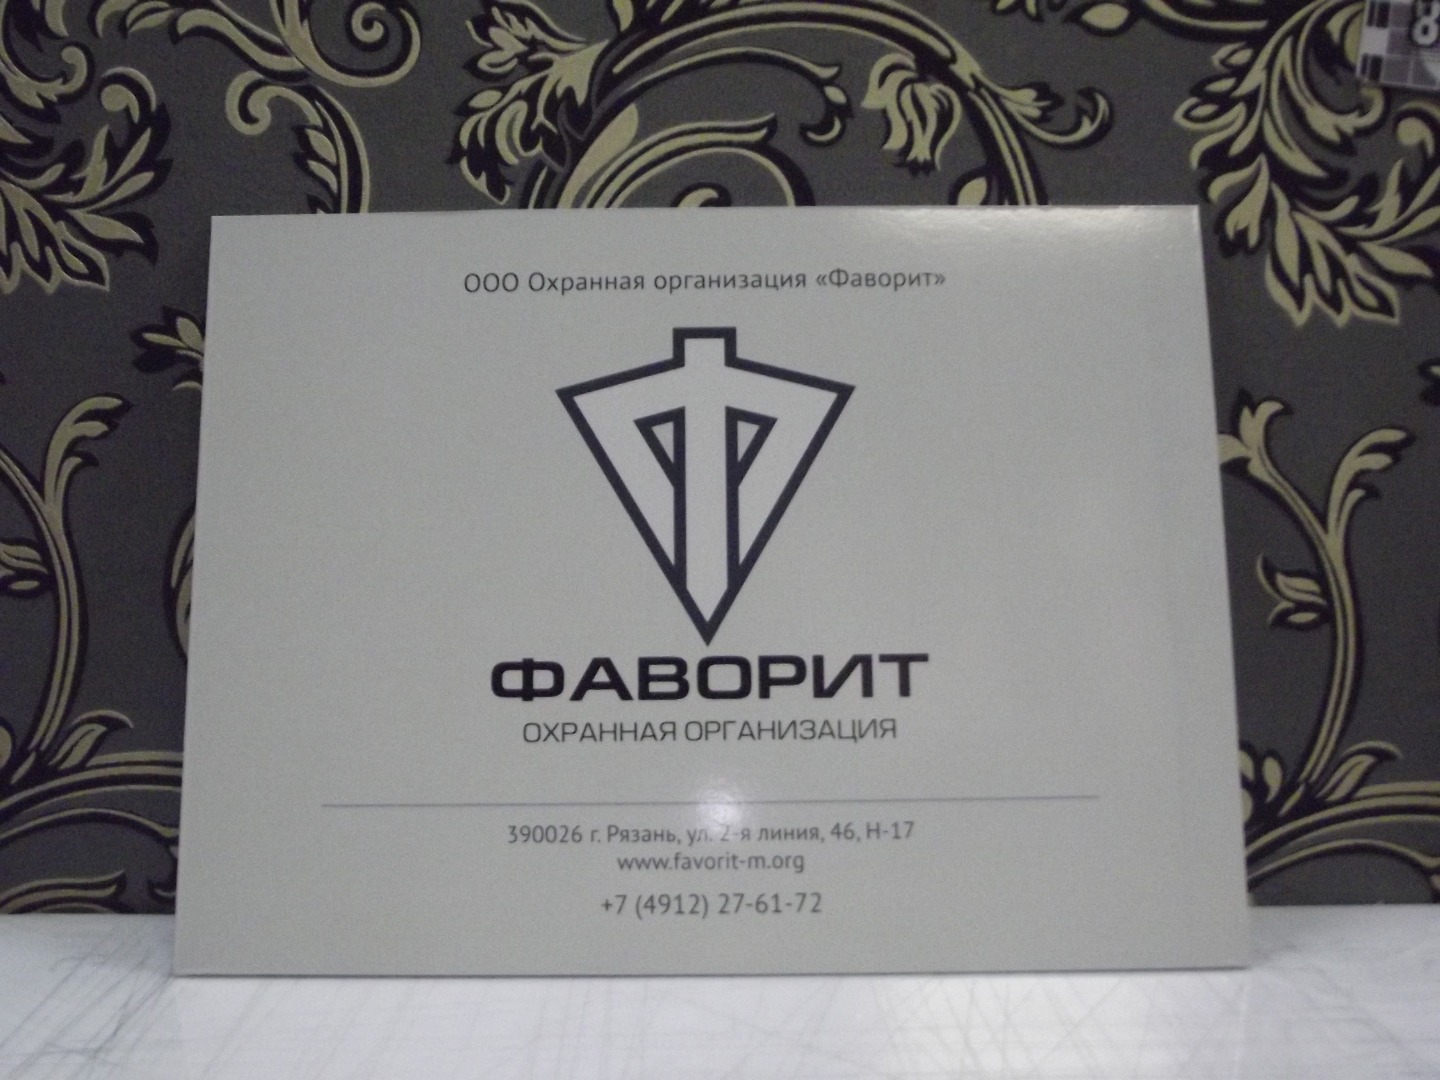 ООО Охранная организация «Фаворит»
ФАВОРИТ
ОХРАННАЯ ОРГАНИЗАЦИЯ
390026 г. Рязань, ул. 2-я линия, 46, Н-17
www.favorit-m.org
+7 (4912) 27-61-72